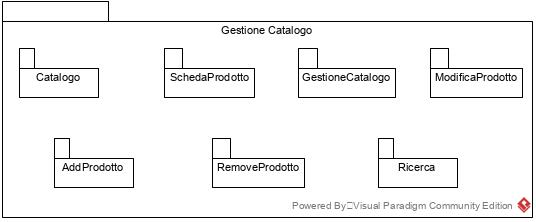 Gestione Catalogo
Catalogo
SchedaProdotto
GestioneCatalogo
ModificaProdotto
AddProdotto
RemoveProdotto
Ricerca
Powered By Visual Paradigm Community Edition